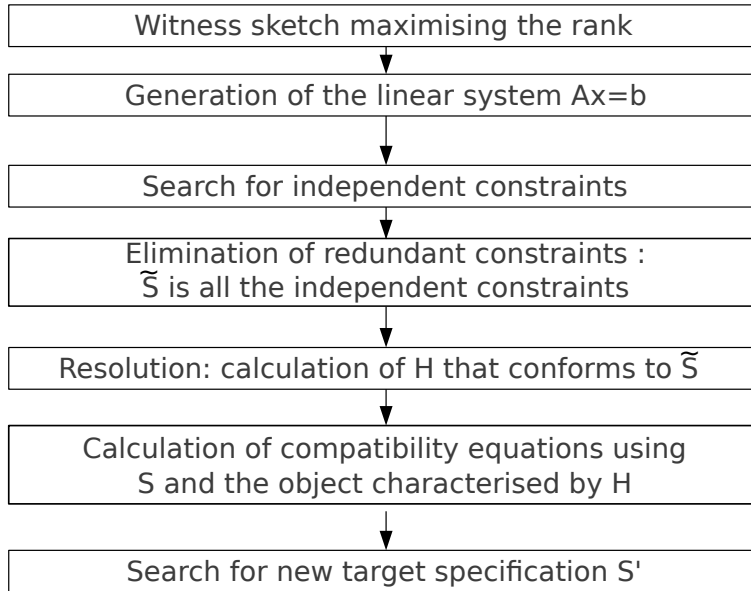 Witness sketch maximising the rank
Generation of the linear system Ax=b
Search for independent constraints
Elimination of redundant constraints :
S̃ is all the independent constraints
Resolution: calculation of H that conforms to S̃
Calculation of compatibility equations using
S and the object characterised by H
Search for new target specification S'